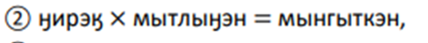 ② ӈирэӄ × мытлыӈэн = мынгыткэн,